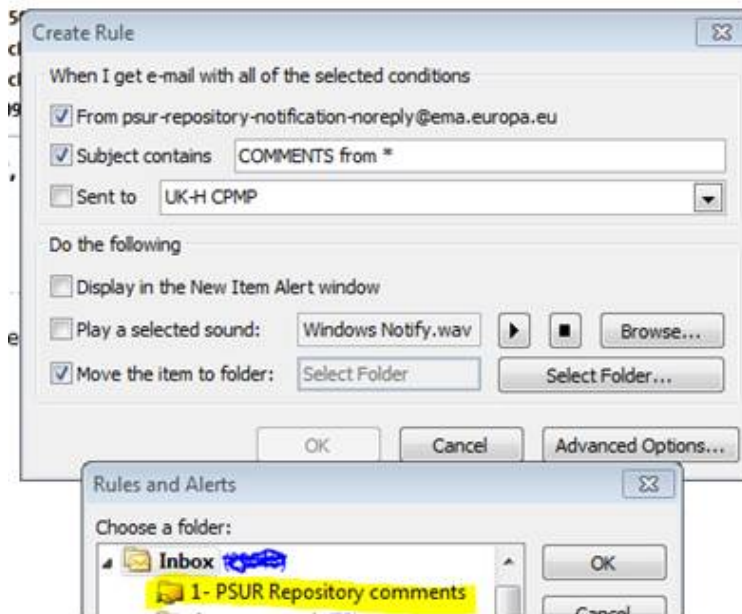 Create Rule
When I get e-mail with all of the selected conditions
From psur-repository-notification-noreply@ema.europa.eu
Subject contains COMMENTS from *
Sent to UK-H CPMP
Do the following
Display in the New Item Alert window
Play a selected sound: Windows Notify.wav Browse...
Move the item to folder: Select Folder Select Folder...
OK Cancel Advanced Options...
Rules and Alerts
Choose a folder:
Inbox OK
1- PSUR Repository comments
Cancel